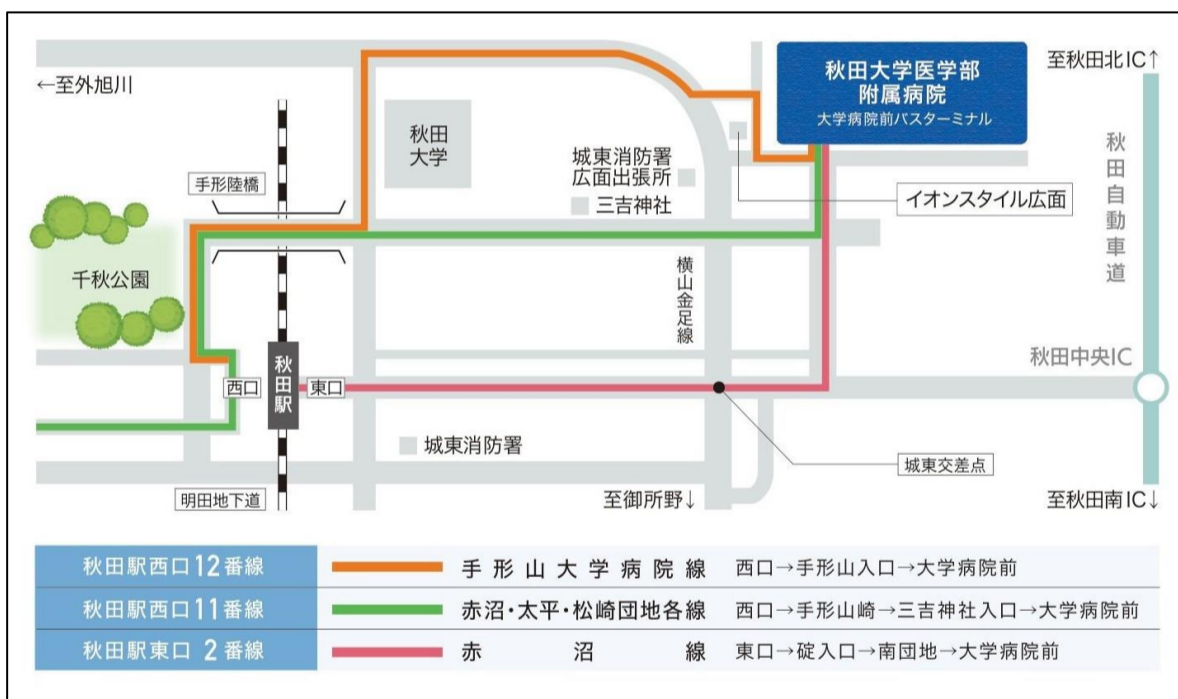 秋田大学医学部
附属病院
大学病院前バスターミナル
至秋田北IC↑
←至外旭川
秋田
大学
城東消防署
広面出張所
三吉神社
手形陸橋
イオンスタイル広面
秋田自動車道
千秋公園
横山金足線
秋田中央IC
西口
秋田駅
東口
城東消防署
城東交差点
明田地下道
至御所野↓
至秋田南IC↓
秋田駅西口12番線 手形山大学病院線 西口→手形山入口→大学病院前
秋田駅西口11番線 赤沼・太平・松崎団地各線 西口→手形山崎→三吉神社入口→大学病院前
秋田駅東口 2番線 赤沼線 東口→碇入口→南団地→大学病院前